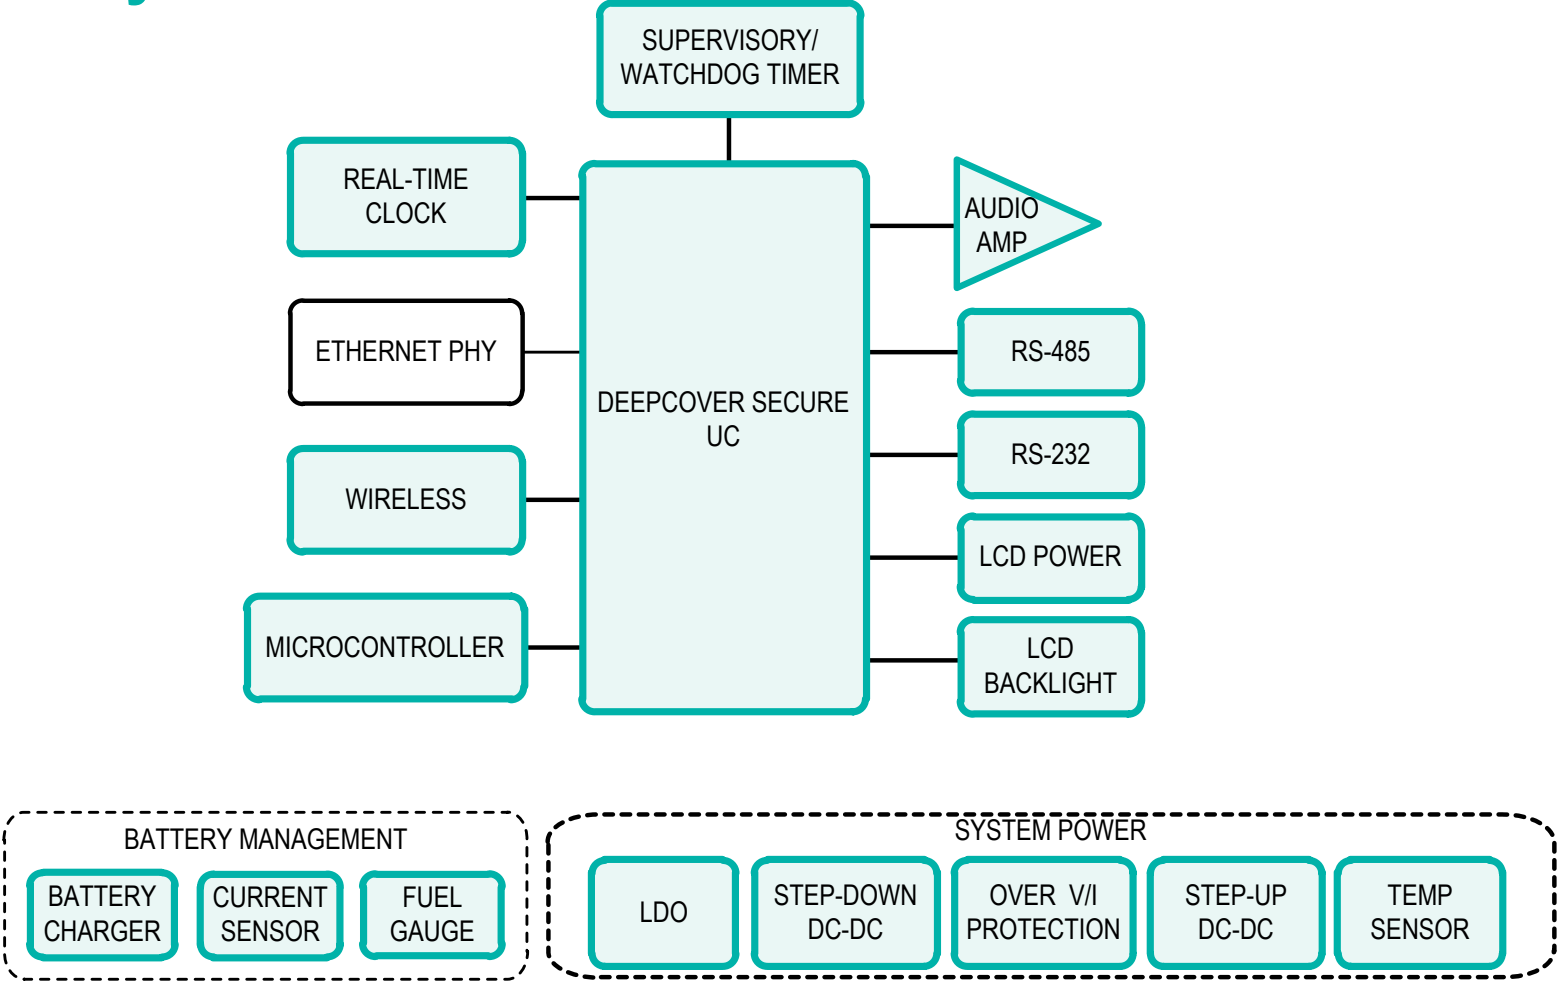 SUPERVISORY/
WATCHDOG TIMER
REAL-TIME
CLOCK
AUDIO
AMP
ETHERNET PHY
RS-485
DEEPCOVER SECURE
UC
RS-232
WIRELESS
LCD POWER
MICROCONTROLLER
LCD
BACKLIGHT
BATTERY MANAGEMENT
BATTERY
CHARGER
CURRENT
SENSOR
FUEL
GAUGE
SYSTEM POWER
LDO
STEP-DOWN
DC-DC
OVER V/I
PROTECTION
STEP-UP
DC-DC
TEMP
SENSOR